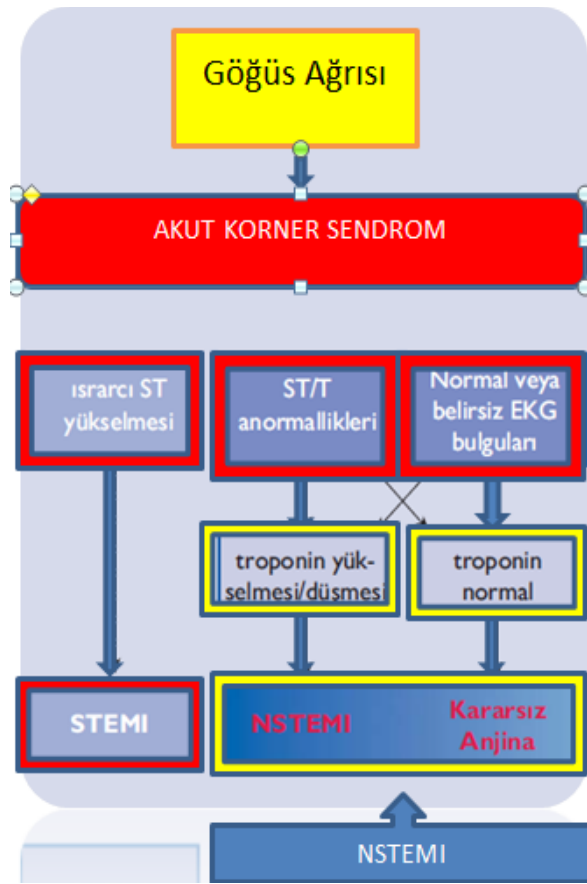 Göğüs Ağrısı
AKUT KORNER SENDROM
ısrarcı ST
yükselmesi
ST/T
anormallikleri
Normal veya
belirsiz EKG
bulguları
troponin yük-
selmesi/düşmesi
troponin
normal
STEMI
NSTEMI
Kararsız
Anjina
NSTEMI